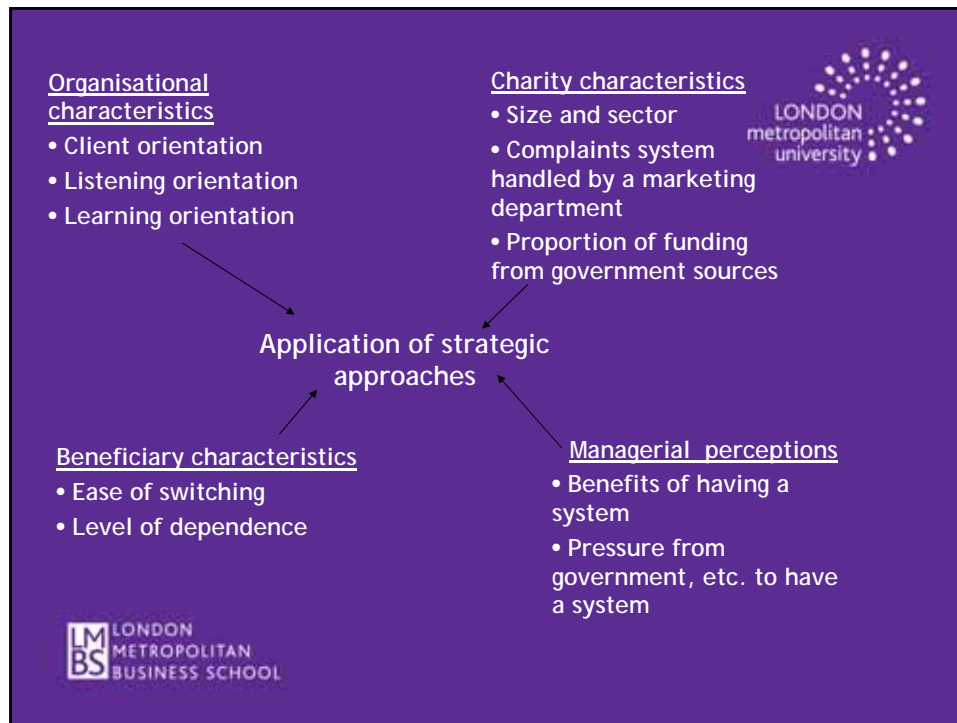 Organisational
characteristics
• Client orientation
• Listening orientation
• Learning orientation
Charity characteristics
• Size and sector
• Complaints system
handled by a marketing
department
• Proportion of funding
from government sources
LONDON
metropolitan
university
Application of strategic
approaches
Beneficiary characteristics
• Ease of switching
• Level of dependence
Managerial perceptions
• Benefits of having a
system
• Pressure from
government, etc. to have
a system
LM
BS
LONDON
METROPOLITAN
BUSINESS SCHOOL